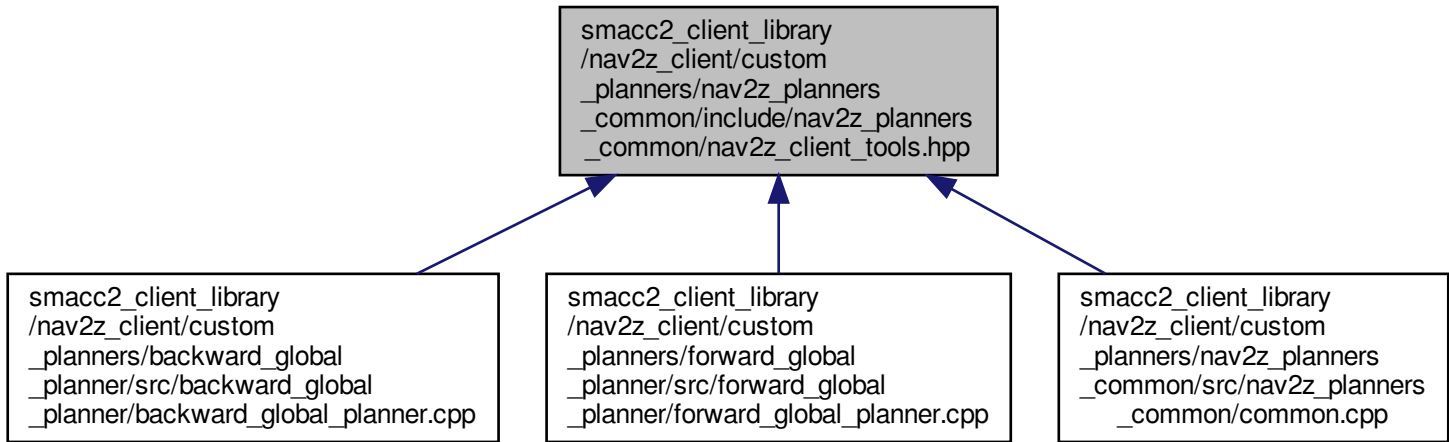 smacc2_client_library
/nav2z_client/custom
_planners/nav2z_planners
_common/include/nav2z_planners
_common/nav2z_client_tools.hpp
smacc2_client_library
/nav2z_client/custom
_planners/backward_global
_planner/src/backward_global
_planner/backward_global_planner.cpp
smacc2_client_library
/nav2z_client/custom
_planners/forward_global
_planner/src/forward_global
_planner/forward_global_planner.cpp
smacc2_client_library
/nav2z_client/custom
_planners/nav2z_planners
_common/src/nav2z_planners
_common/common.cpp